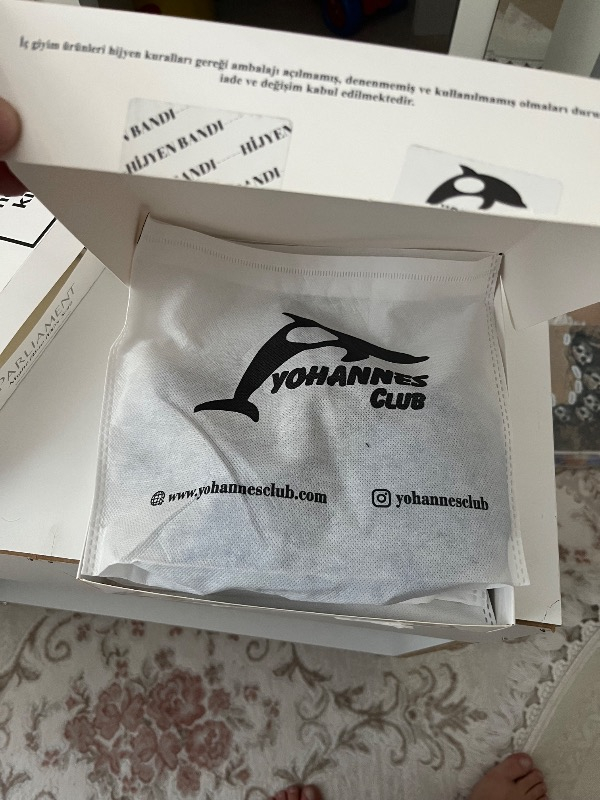 İç giyim ürünleri hijyen kuralları gereği ambalajı açılmamış, denenmemiş ve kullanılmamış olmaları
iade ve değişim kabul edilmektedir.
BANDI
HİJYEN BANDI HİJYEN
BANDI
PARLIAMENT
YOHANNES
CLUB
www.yohannesclub.com
yohannesclub